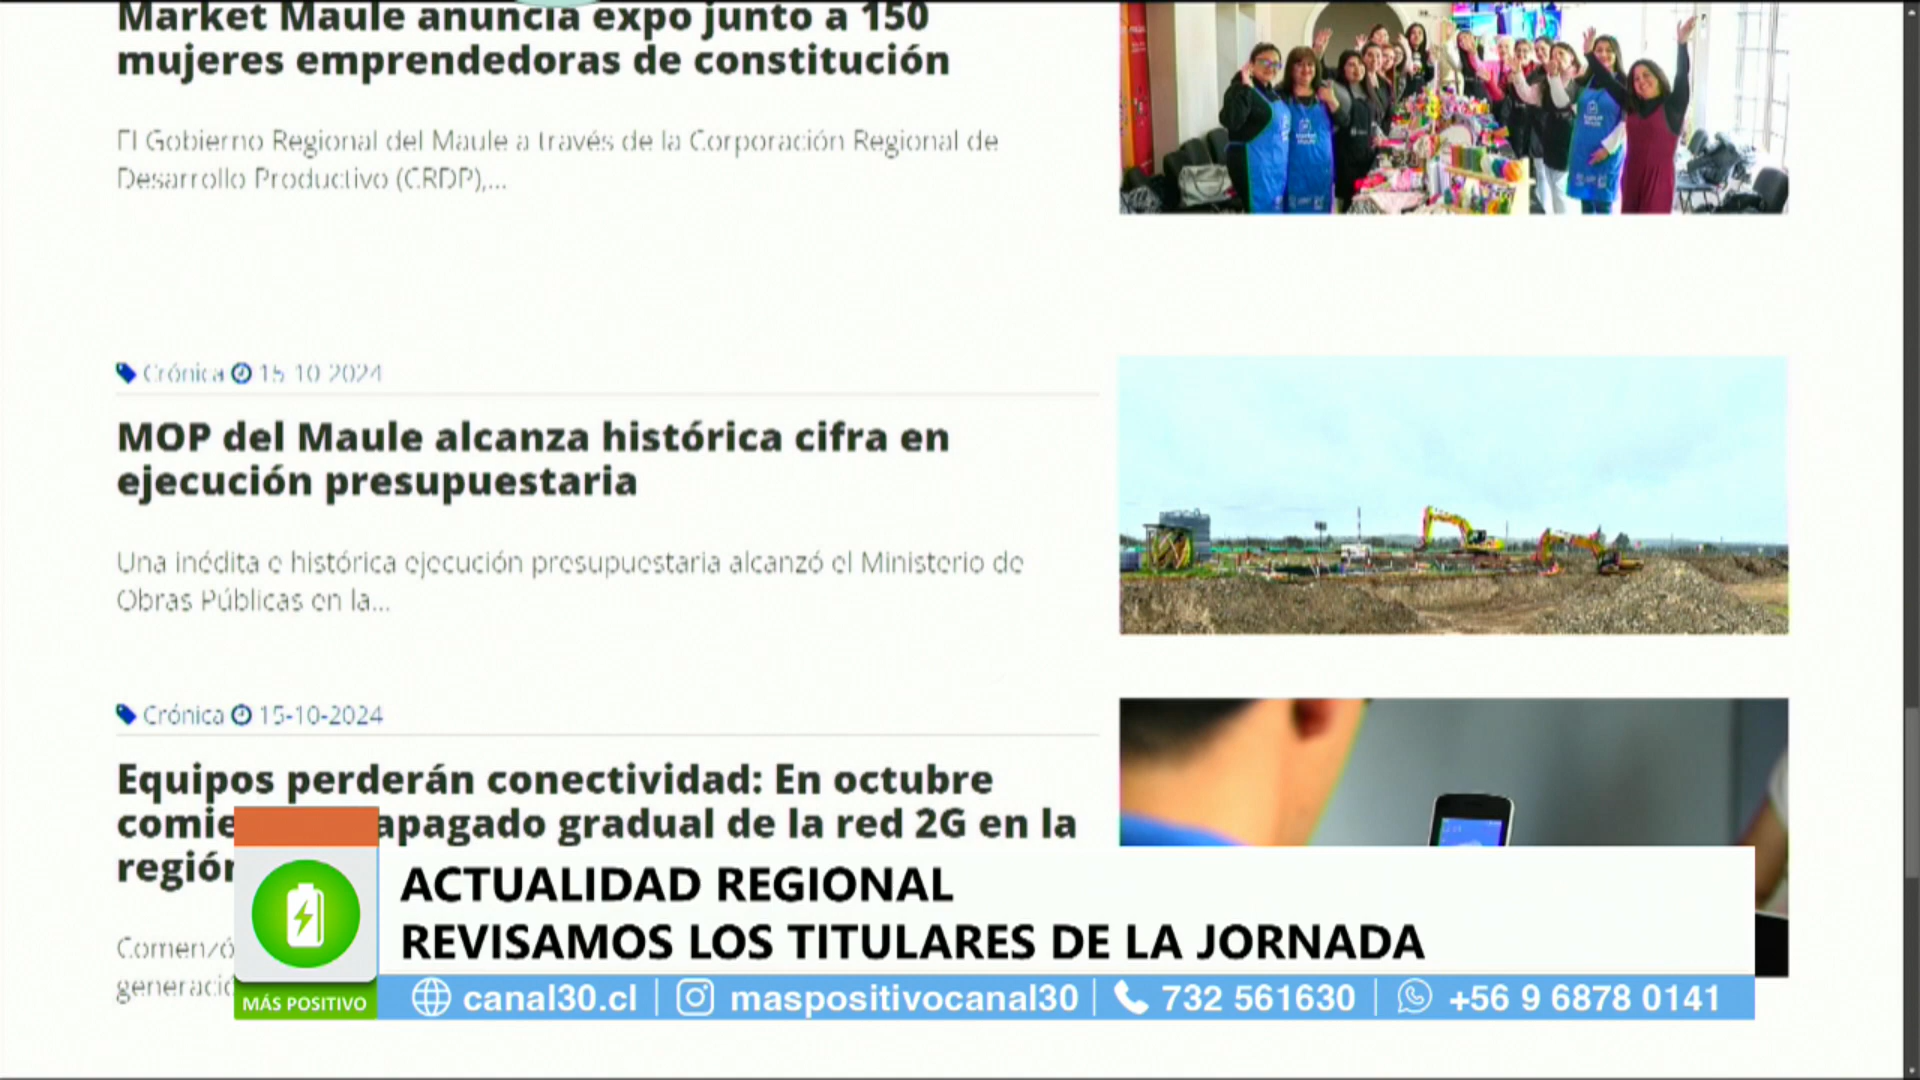 Market Maule anuncia expo junto a 150
mujeres emprendedoras de constitución
El Gobierno Regional del Maule a través de la Corporación Regional de
Desarrollo Productivo (CRDP),...
Crónica 15-10-2024
MOP del Maule alcanza histórica cifra en
ejecución presupuestaria
Una inédita e histórica ejecución presupuestaria alcanzó el Ministerio de
Obras Públicas en la...
Crónica 15-10-2024
Equipos perderán conectividad: En octubre
apagado gradual de la red 2G en la
ACTUALIDAD REGIONAL
REVISAMOS LOS TITULARES DE LA JORNADA
MÁS POSITIVO
canal30.cl | maspositivocanal30 | 732 561630 | +56 9 6878 0141